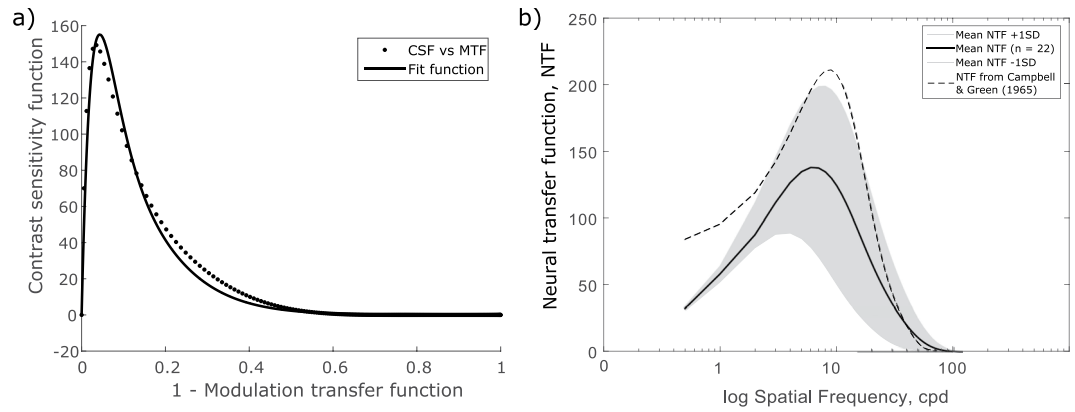 a)
160
140
120
100
80
60
40
20
0
-20
Contrast sensitivity function
CSF vs MTF
Fit function
0
0.2
0.4
0.6
0.8
1
1 - Modulation transfer function
b)
250
200
150
100
50
0
Neural transfer function, NTF
Mean NTF +1SD
Mean NTF (n = 22)
Mean NTF -1SD
NTF from Campbell
& Green (1965)
0
1
10
100
log Spatial Frequency, cpd